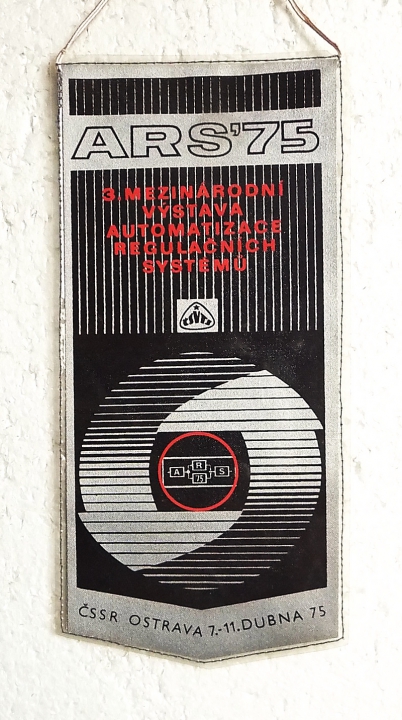 ARS'75
3. MEZINÁRODNÍ
VÝSTAVA
AUTOMATIZACE
REGULAČNÍCH
SYSTÉMŮ
A R S
75
ČSSR OSTRAVA 7.-11. DUBNA 75